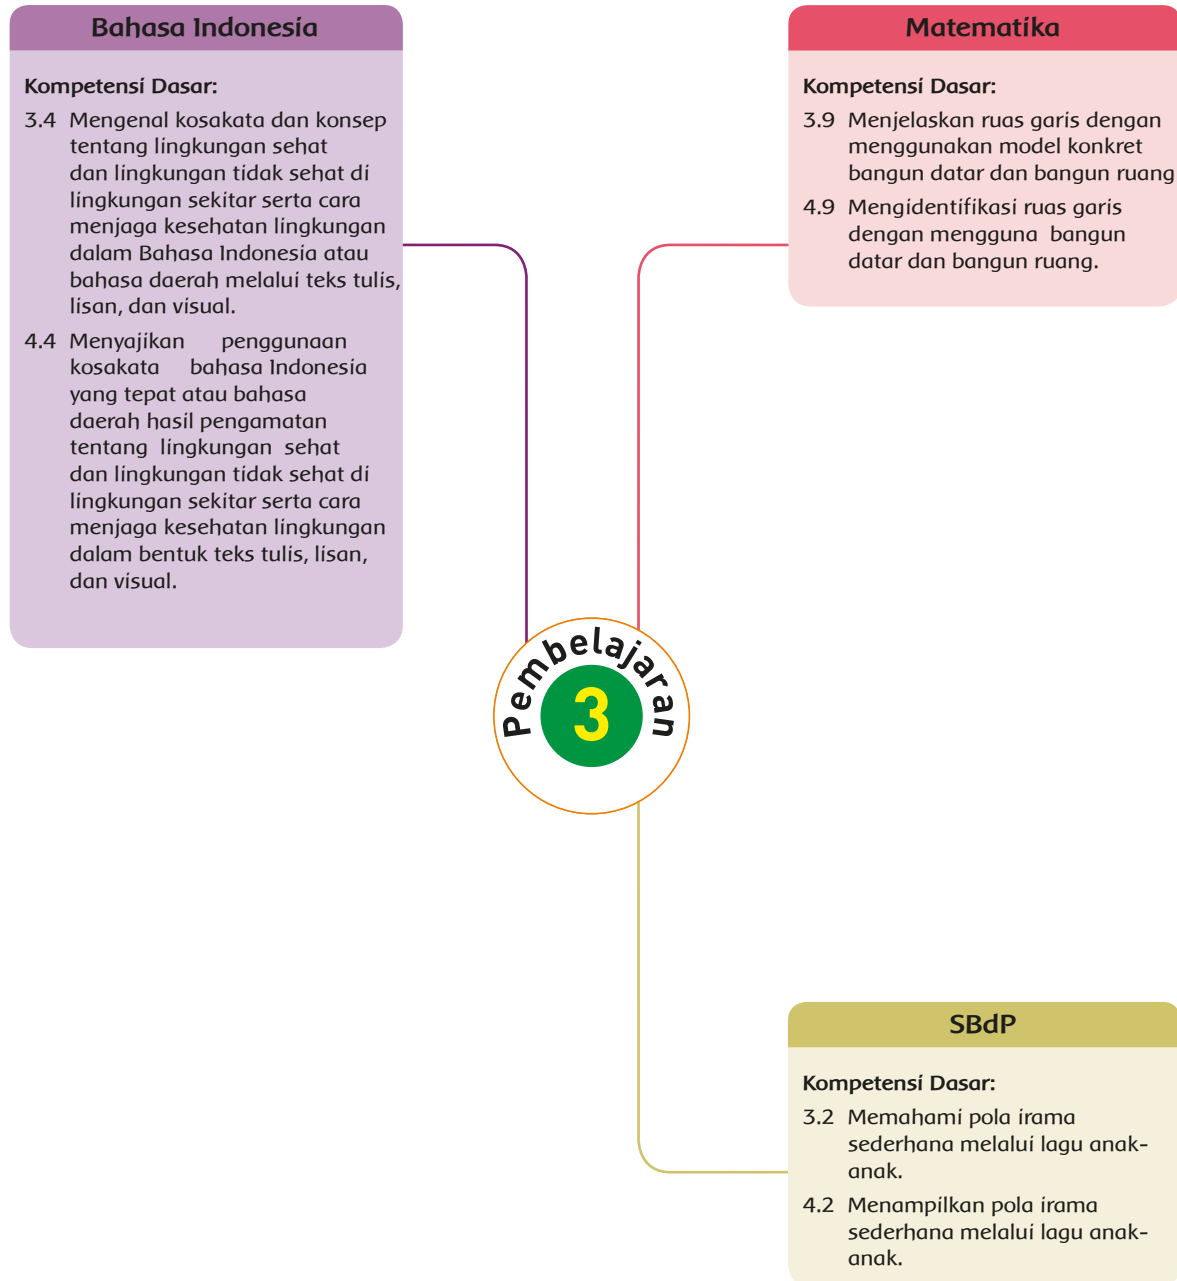 Bahasa Indonesia
Kompetensi Dasar:
3.4 Mengenal kosakata dan konsep
tentang lingkungan sehat
dan lingkungan tidak sehat di
lingkungan sekitar serta cara
menjaga kesehatan lingkungan
dalam Bahasa Indonesia atau
bahasa daerah melalui teks tulis,
lisan, dan visual.
4.4 Menyajikan penggunaan
kosakata bahasa Indonesia
yang tepat atau bahasa
daerah hasil pengamatan
tentang lingkungan sehat
dan lingkungan tidak sehat di
lingkungan sekitar serta cara
menjaga kesehatan lingkungan
dalam bentuk teks tulis, lisan,
dan visual.
Matematika
Kompetensi Dasar:
3.9 Menjelaskan ruas garis dengan
menggunakan model konkret
bangun datar dan bangun ruang
4.9 Mengidentifikasi ruas garis
dengan mengguna bangun
datar dan bangun ruang.
Pembelajaran
3
SBdP
Kompetensi Dasar:
3.2 Memahami pola irama
sederhana melalui lagu anak-
anak.
4.2 Menampilkan pola irama
sederhana melalui lagu anak-
anak.